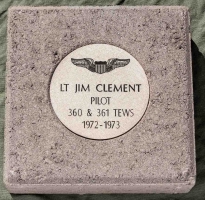 LT JIM CLEMENT
PILOT
360 & 361 TEWS
1972-1973